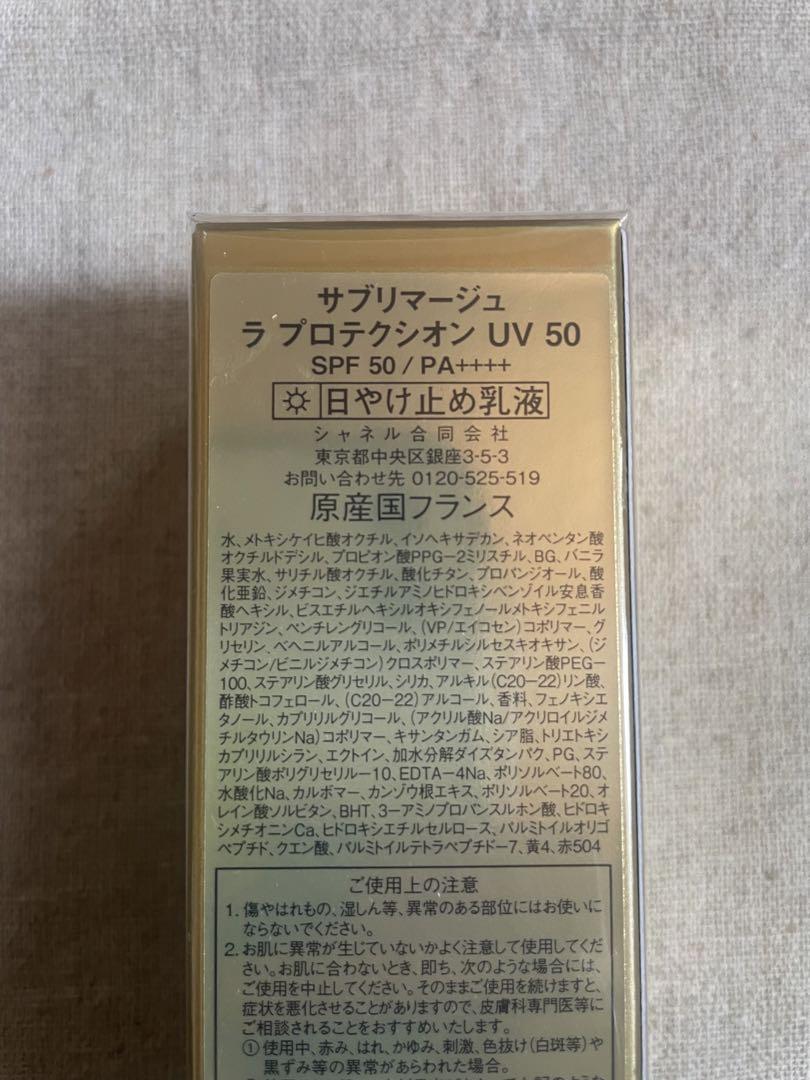 サブリマージュ
ラ プロテクシオン UV 50
SPF 50 / PA++++
日やけ止め乳液
シャネル合同会社
東京都中央区銀座3-5-3
お問い合わせ先 0120-525-519
原産国フランス
水、メトキシケイヒ酸オクチル、イソヘキサデカン、ネオペンタン酸
オクチルドデシル、プロピオン酸PPG-2ミリスチル、BG、バニラ
果実水、サリチル酸オクチル、酸化チタン、プロパンジオール、酸
化亜鉛、ジメチコン、ジエチルアミノヒドロキシベンゾイル安息香
酸ヘキシル、ビスエチルヘキシルオキシフェノールメトキシフェニル
トリアジン、ペンチレングリコール、(VP/エイコセン)コポリマー、グ
リセリン、ベヘニルアルコール、ポリメチルシルセスキオキサン、(ジ
メチコン/ビニルジメチコン)クロスポリマー、ステアリン酸PEG-
100、ステアリン酸グリセリル、シリカ、アルキル(C20-22)リン酸、
酢酸トコフェロール、(C20-22)アルコール、香料、フェノキシエ
タノール、カプリリルグリコール、(アクリル酸Na/アクリロイルジメ
チルタウリンNa)コポリマー、キサンタンガム、シア脂、トリエトキシ
カプリリルシラン、エクトイン、加水分解ダイズタンパク、PG、ステ
アリン酸ポリグリセリル-10、EDTA-4Na、ポリソルベート80、
水酸化Na、カルボマー、カンゾウ根エキス、ポリソルベート20、オ
レイン酸ソルビタン、BHT、3-アミノプロパンスルホン酸、ヒドロキ
シメチオニンCa、ヒドロキシエチルセルロース、パルミトイルオリゴ
ペプチド、クエン酸、パルミトイルテトラペプチド-7、黄4、赤504
ご使用上の注意
1. 傷やはれもの、湿しん等、異常のある部位にはお使いに
ならないでください。
2. お肌に異常が生じていないかよく注意して使用してくだ
さい。お肌に合わないとき、即ち、次のような場合には、
ご使用を中止してください。そのままご使用を続けますと、
症状を悪化させることがありますので、皮膚科専門医等に
ご相談されることをおすすめいたします。
① 使用中、赤み、はれ、かゆみ、刺激、色抜け(白斑等)や
黒ずみ等の異常があらわれた場合。